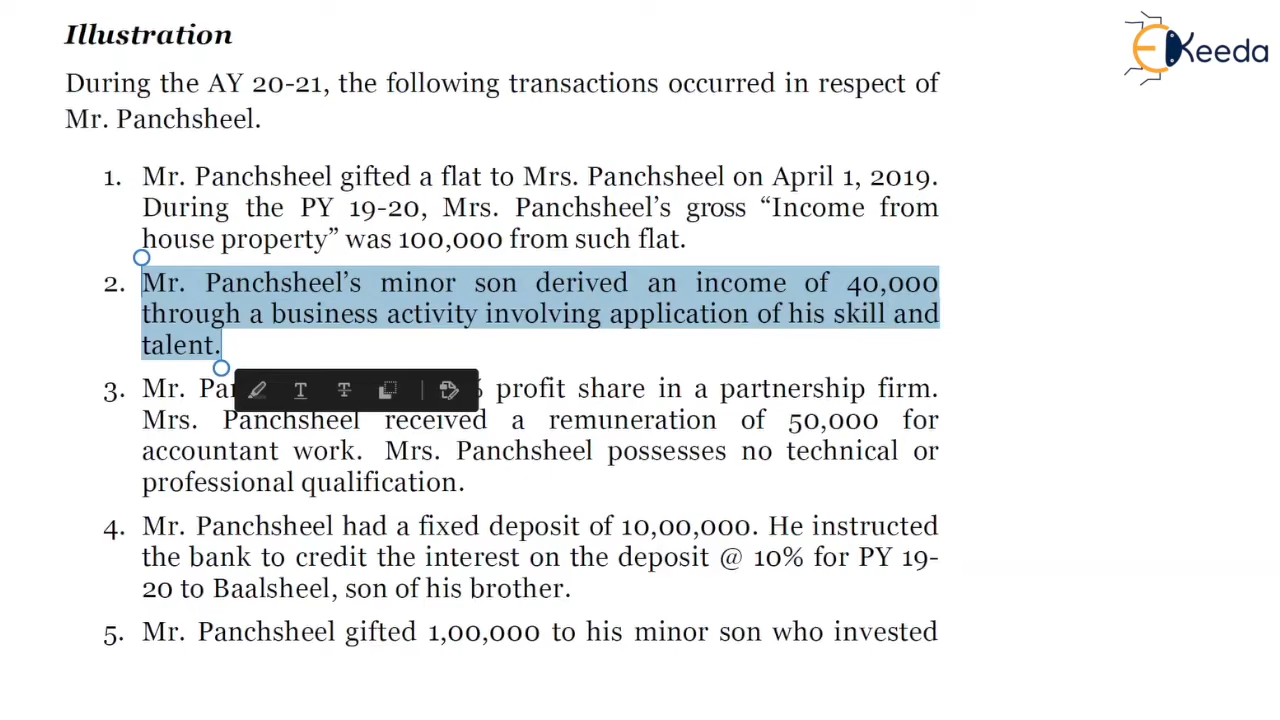 Illustration
EKeeda
During the AY 20-21, the following transactions occurred in respect of
Mr. Panchsheel.
1. Mr. Panchsheel gifted a flat to Mrs. Panchsheel on April 1, 2019.
During the PY 19-20, Mrs. Panchsheel’s gross “Income from
house property” was 100,000 from such flat.
2. Mr. Panchsheel’s minor son derived an income of 40,000
through a business activity involving application of his skill and
talent.
3. Mr. profit share in a partnership firm.
Mrs. Panchsheel received a remuneration of 50,000 for
accountant work. Mrs. Panchsheel possesses no technical or
professional qualification.
4. Mr. Panchsheel had a fixed deposit of 10,00,000. He instructed
the bank to credit the interest on the deposit @ 10% for PY 19-
20 to Baalsheel, son of his brother.
5. Mr. Panchsheel gifted 1,00,000 to his minor son who invested